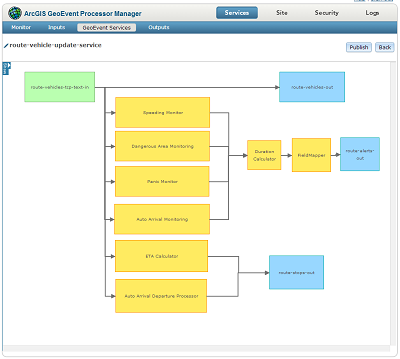 ArcGIS GeoEvent Processor Manager
Services
Site
Security
Logs
Monitor
Inputs
GeoEvent Services
Outputs
route-vehicle-update-service
Publish
Back
route-vehicles-tcp-text-in
route-vehicles-out
Speeding Monitor
Dangerous Area Monitoring
Duration
Calculator
FieldMapper
route-alerts-
out
Panic Monitor
Auto Arrival Monitoring
ETA Calculator
route-stops-out
Auto Arrival Departure Processor